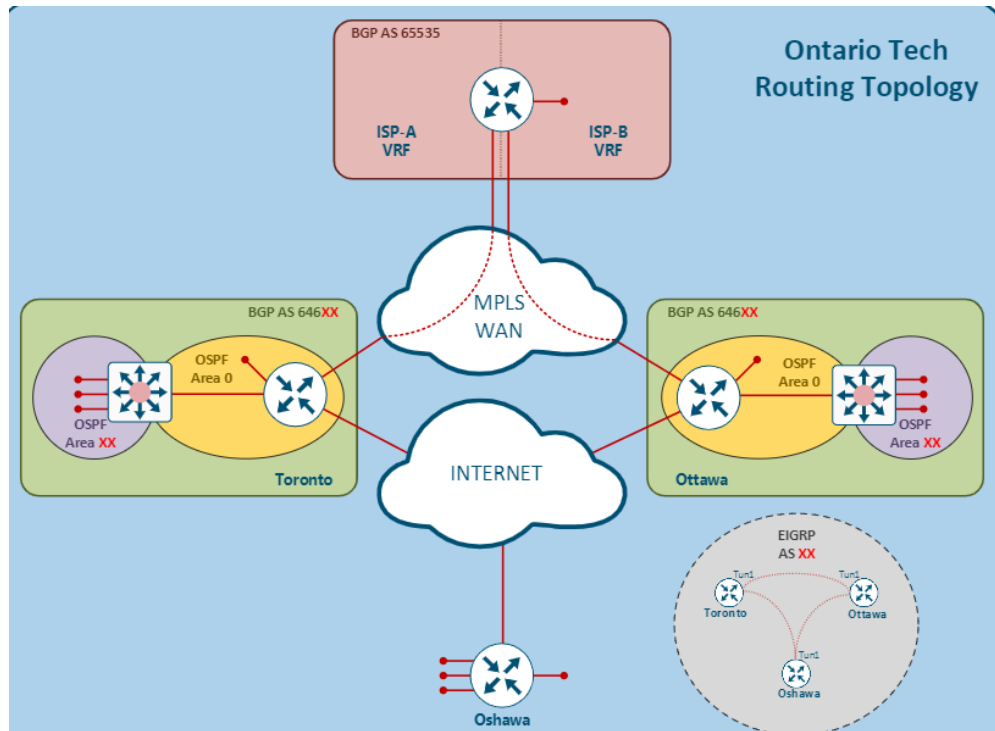 BGP AS 65535
Ontario Tech
Routing Topology
ISP-A
VRF
ISP-B
VRF
MPLS
WAN
BGP AS 646XX
OSPF
Area 0
OSPF
Area XX
Toronto
BGP AS 646XX
OSPF
Area 0
OSPF
Area XX
Ottawa
INTERNET
EIGRP
AS XX
Tun1
Tun1
Toronto
Ottawa
Tun1
Oshawa
Oshawa